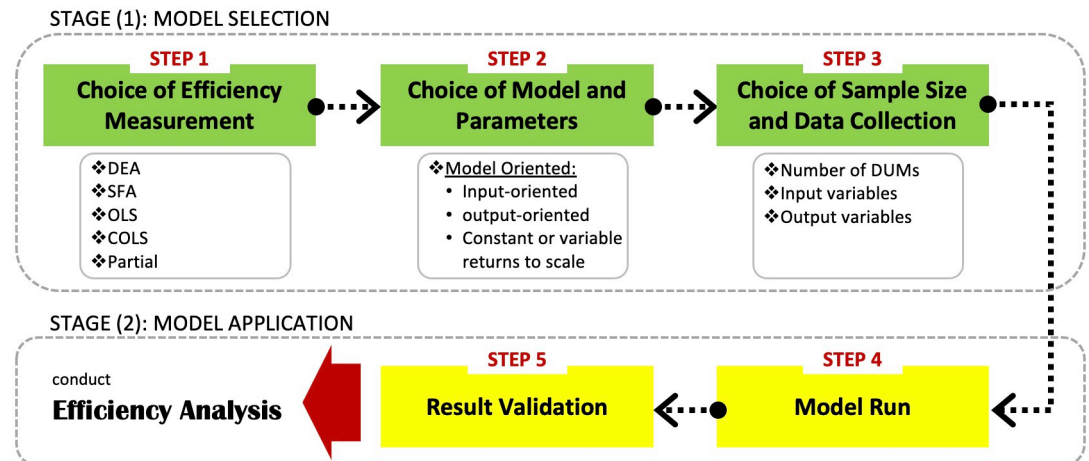 STAGE (1): MODEL SELECTION
STEP 1
Choice of Efficiency
Measurement
❖DEA
❖SFA
❖OLS
❖COLS
❖Partial
STEP 2
Choice of Model and
Parameters
❖Model Oriented:
• Input-oriented
• output-oriented
• Constant or variable
returns to scale
STEP 3
Choice of Sample Size
and Data Collection
❖Number of DUMs
❖Input variables
❖Output variables
STAGE (2): MODEL APPLICATION
STEP 4
Model Run
STEP 5
Result Validation
conduct
Efficiency Analysis